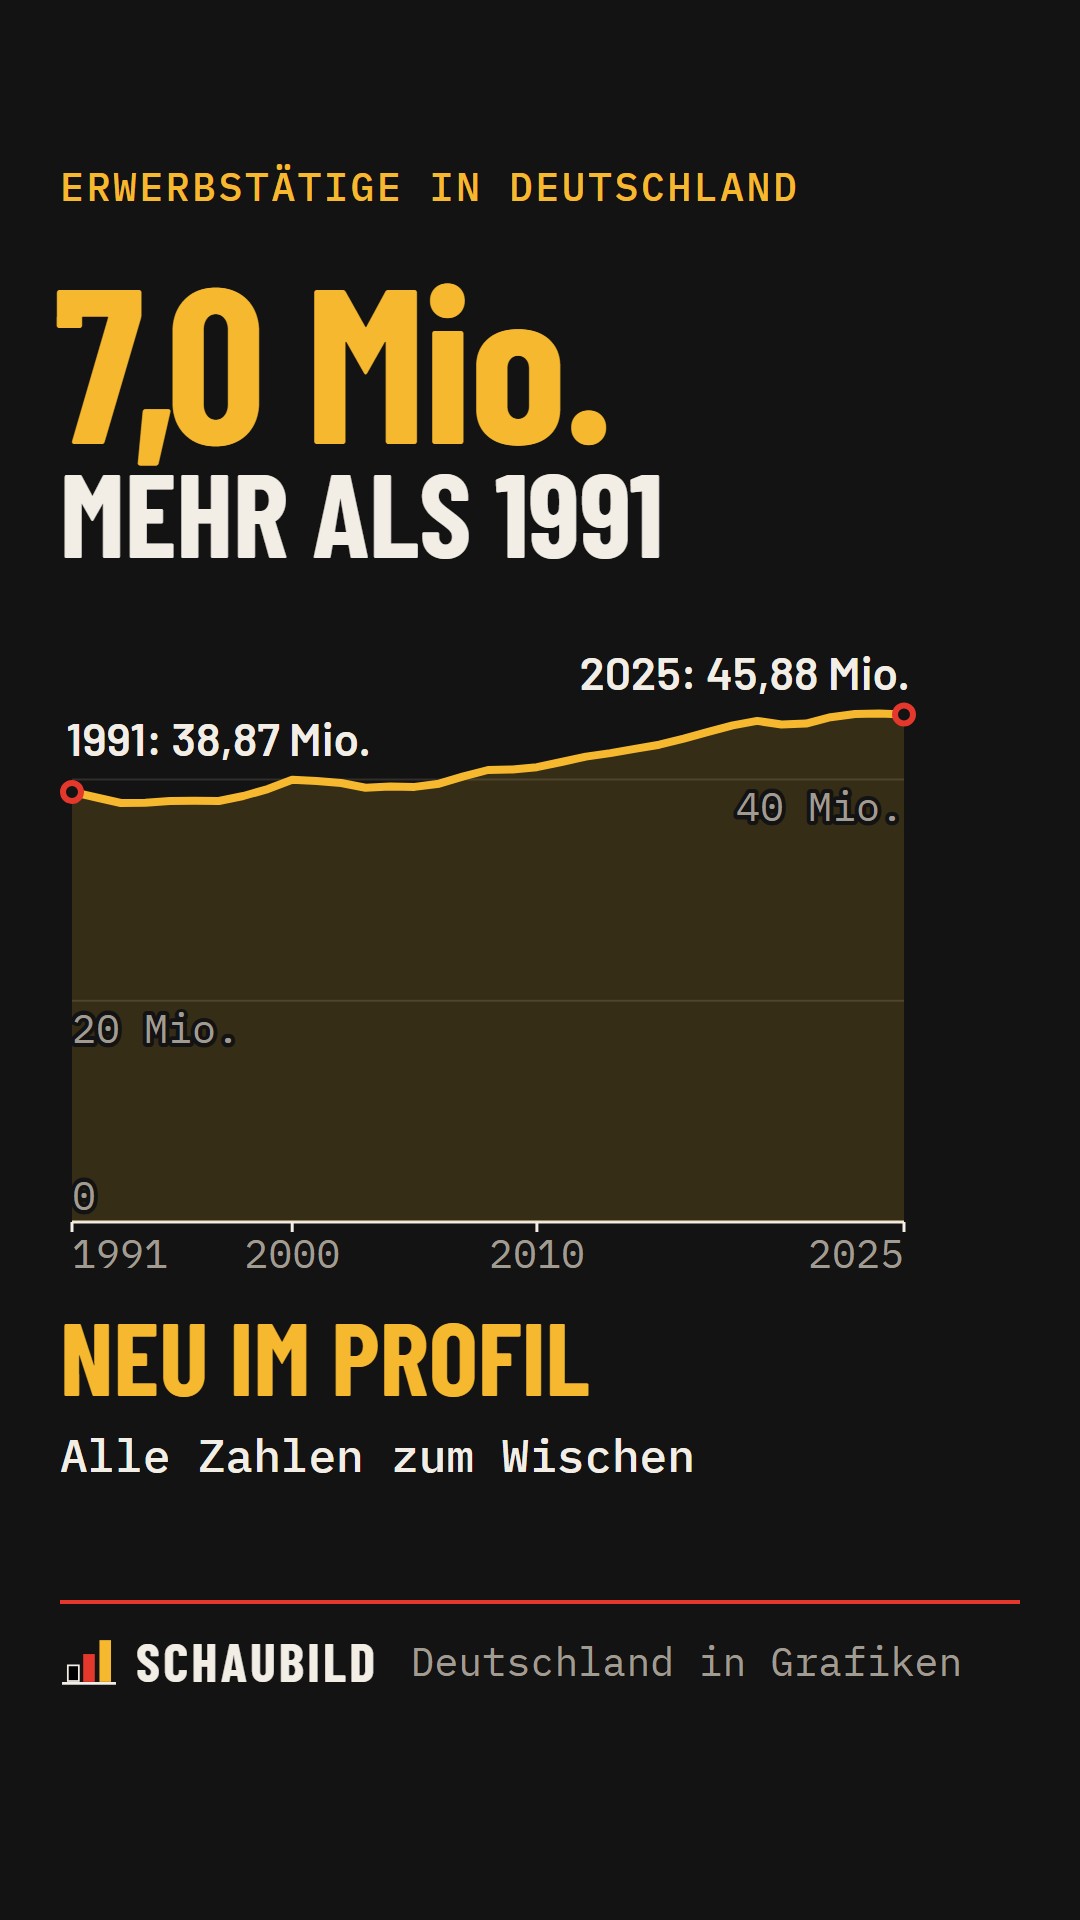 ERWERBSTÄTIGE IN DEUTSCHLAND
7,0 Mio.
MEHR ALS 1991
2025: 45,88 Mio.
1991: 38,87 Mio.
40 Mio.
20 Mio.
0
1991 2000 2010 2025
NEU IM PROFIL
Alle Zahlen zum Wischen
SCHAUBILD Deutschland in Grafiken